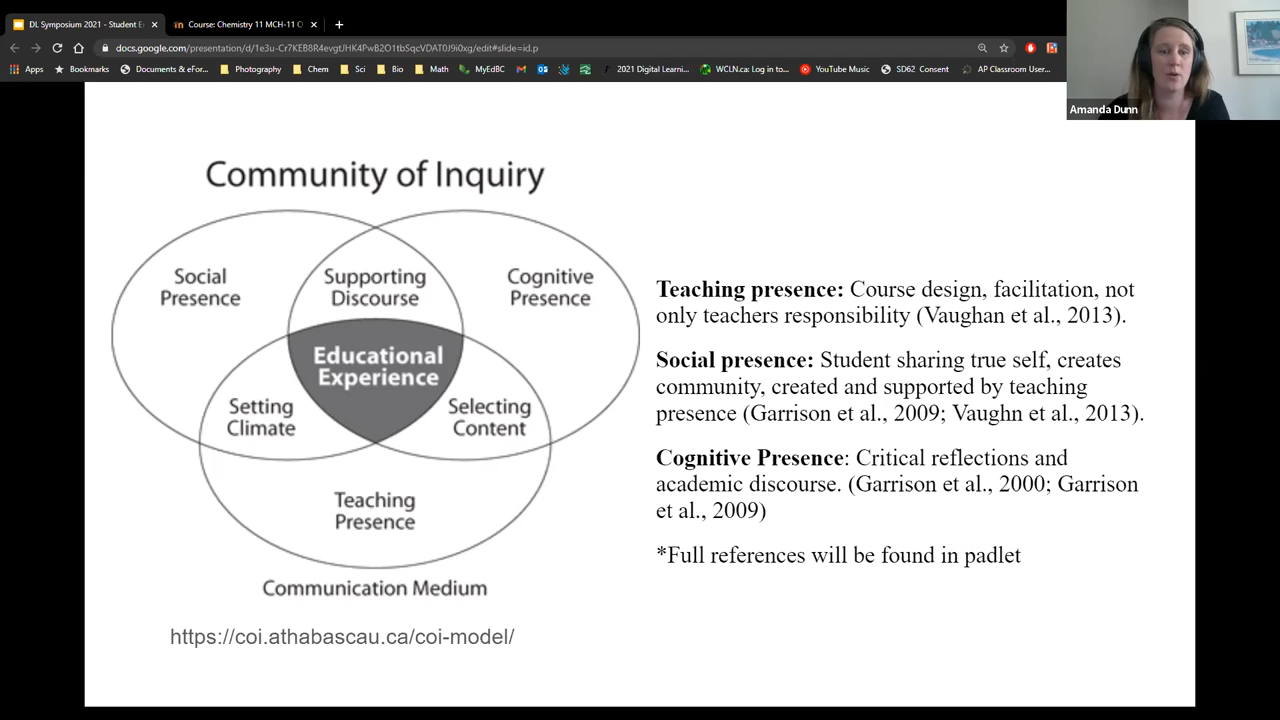 DL Symposium 2021 - Student E
Course: Chemistry 11 MCH-11 O
docs.google.com/presentation/d/1e3u-Cr7KEB8R4evgt/HK4PwB2O1tbSqcVDAT0J9i0xg/edit#slide=id.p
Apps Bookmarks Documents & eFor... Photography Chem Sci Bio Math MyEdBC 2021 Digital Learni... WCLN.ca: Log in to... YouTube Music SD62 Consent AP Classroom User...
Amanda Dunn
Community of Inquiry
Social
Presence
Supporting
Discourse
Cognitive
Presence
Educational
Experience
Setting
Climate
Selecting
Content
Teaching
Presence
Communication Medium
https://coi.athabascau.ca/coi-model/
Teaching presence: Course design, facilitation, not
only teachers responsibility (Vaughan et al., 2013).
Social presence: Student sharing true self, creates
community, created and supported by teaching
presence (Garrison et al., 2009; Vaughn et al., 2013).
Cognitive Presence: Critical reflections and
academic discourse. (Garrison et al., 2000; Garrison
et al., 2009)
*Full references will be found in padlet